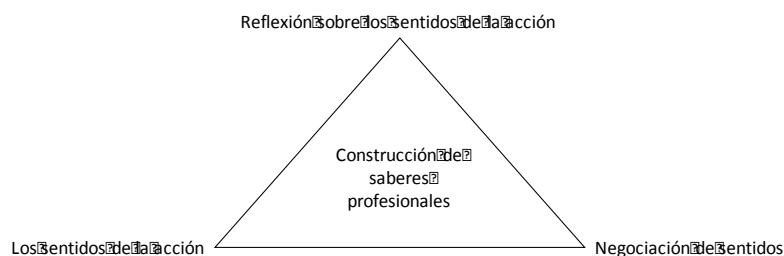 Reflexión sobre los sentidos de la acción
Construcción de
saberes
profesionales
Los sentidos de la acción
Negociación de sentidos